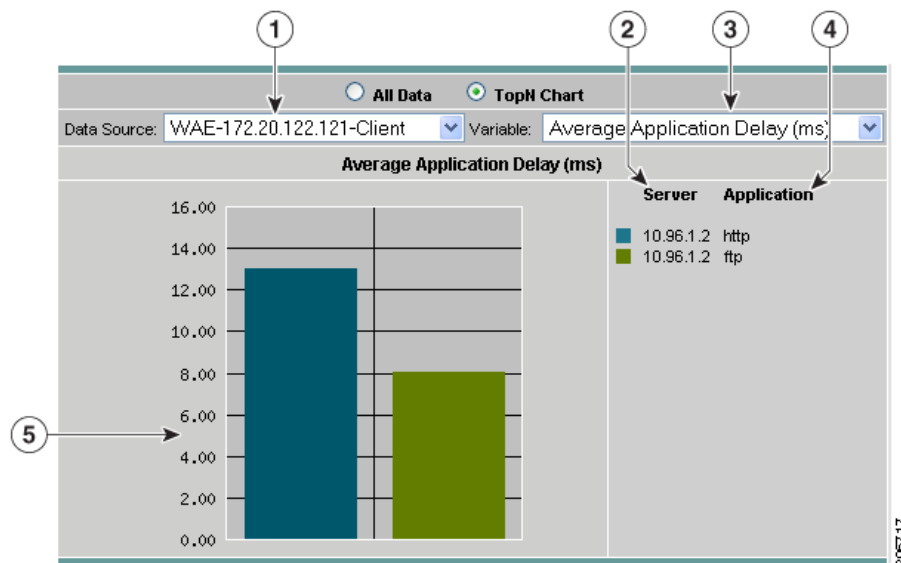 1 2 3 4
All Data TopN Chart
Data Source: WAE-172.20.122.121-Client Variable: Average Application Delay (ms)
Average Application Delay (ms)
Server Application
10.96.1.2 http
10.96.1.2 ftp
16.00
14.00
12.00
10.00
8.00
6.00
5
4.00
2.00
0.00